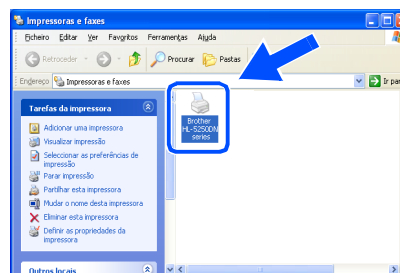 Impressoras e faxes
Ficheiro Editar Ver Favoritos Ferramentas Ajuda
Retroceder Procurar Pastas
Endereço Impressoras e faxes Ir par
Tarefas da impressora
Adicionar uma impressora
Visualizar impressão
Seleccionar as preferências de
impressão
Parar impressão
Partilhar esta impressora
Mudar o nome desta impressora
Eliminar esta impressora
Definir as propriedades da
impressora
Outros locais
Brother
HL-5250DN
series